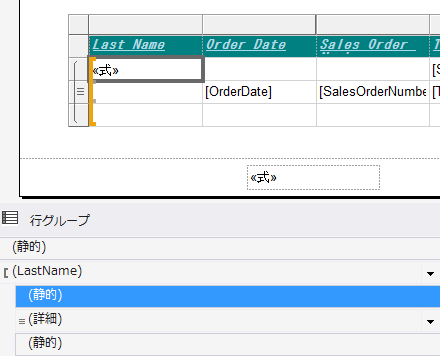 Last Name Order Date Sales Order
«式» [S
[OrderDate] [SalesOrderNumbe [T
«式»
行グループ
(静的)
(LastName)
(静的)
(詳細)
(静的)